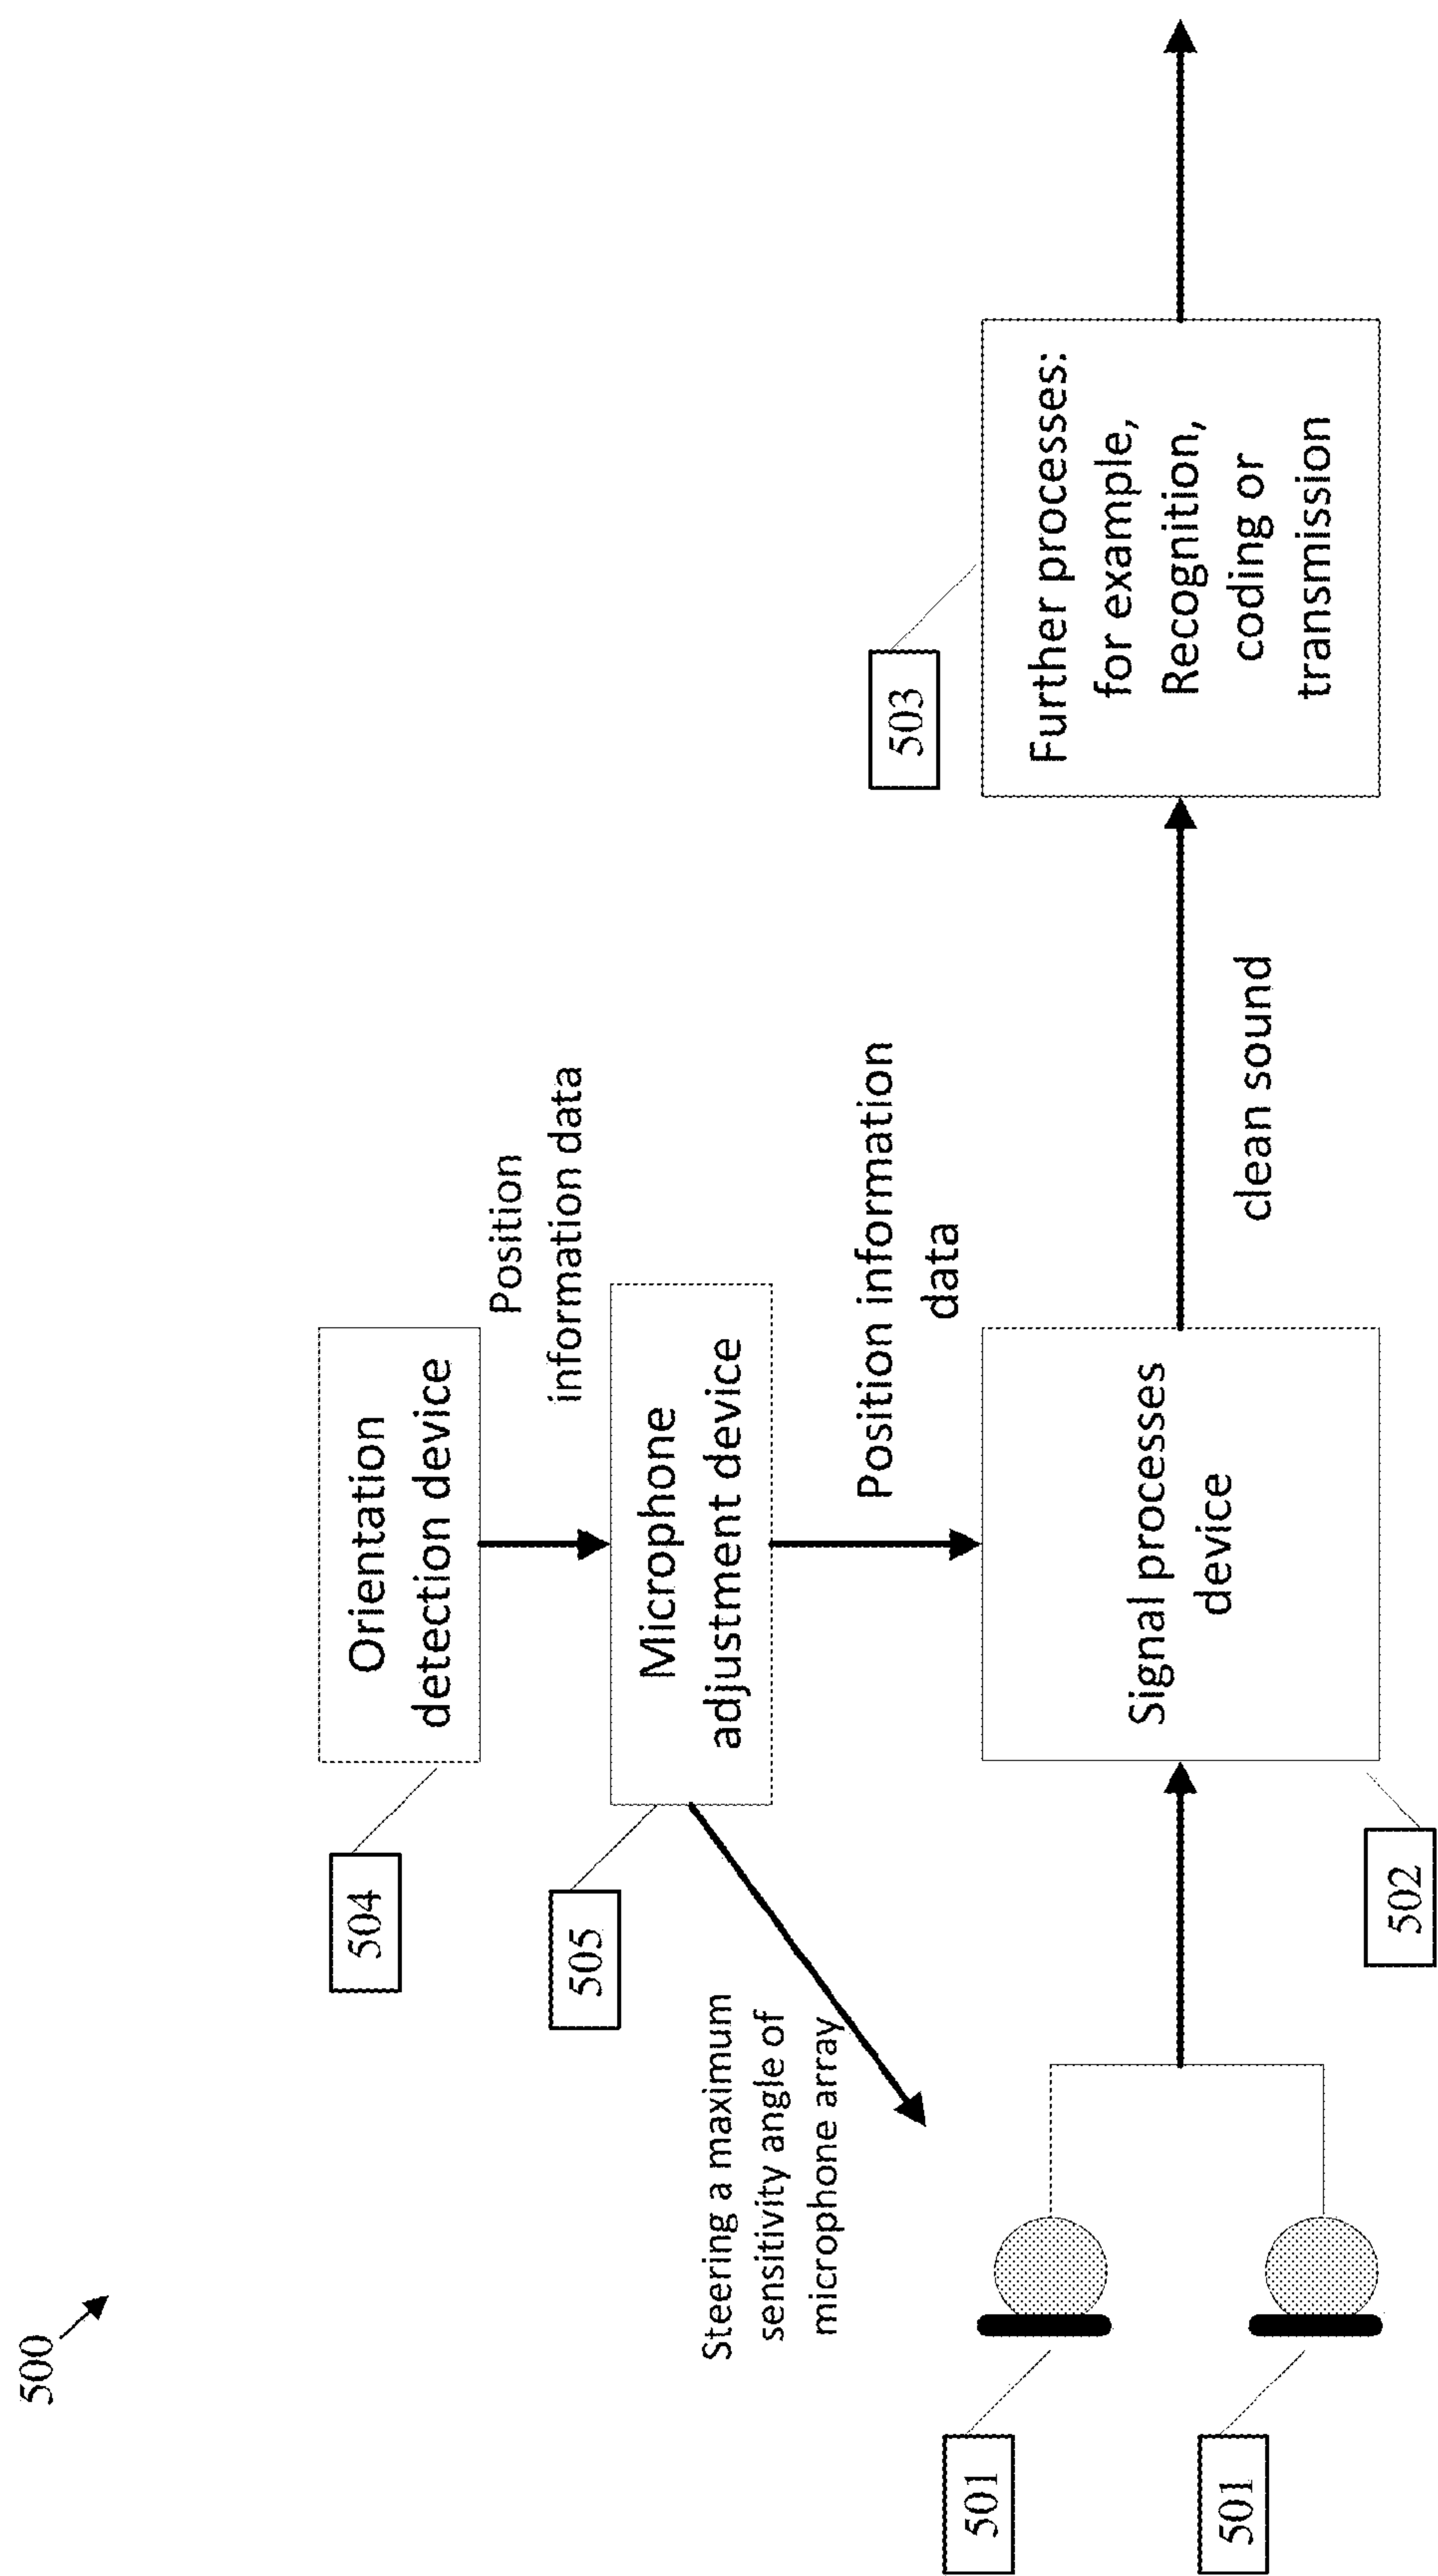 500
Orientation
detection device
504
Position
information data
Microphone
adjustment device
505
Steering a maximum
sensitivity angle of
microphone array
Position information
data
503
Further processes:
for example,
Recognition,
coding or
transmission
Signal processes
device
clean sound
501
501
502